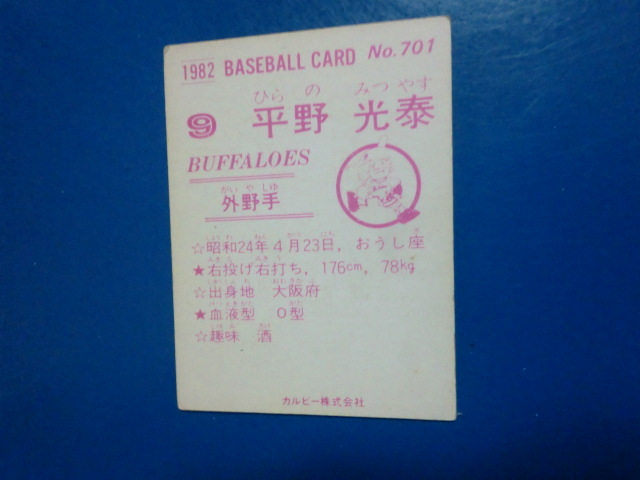 1982 BASEBALL CARD No.701
ひら の みつ やす
9 平野 光泰
BUFFALOES
がい や しゅ
外野手
☆昭和24年4月23日, おうし座
★右投げ右打ち, 176cm, 78kg
☆出身地 大阪府
★血液型 O型
☆趣味 酒
カルビー株式会社